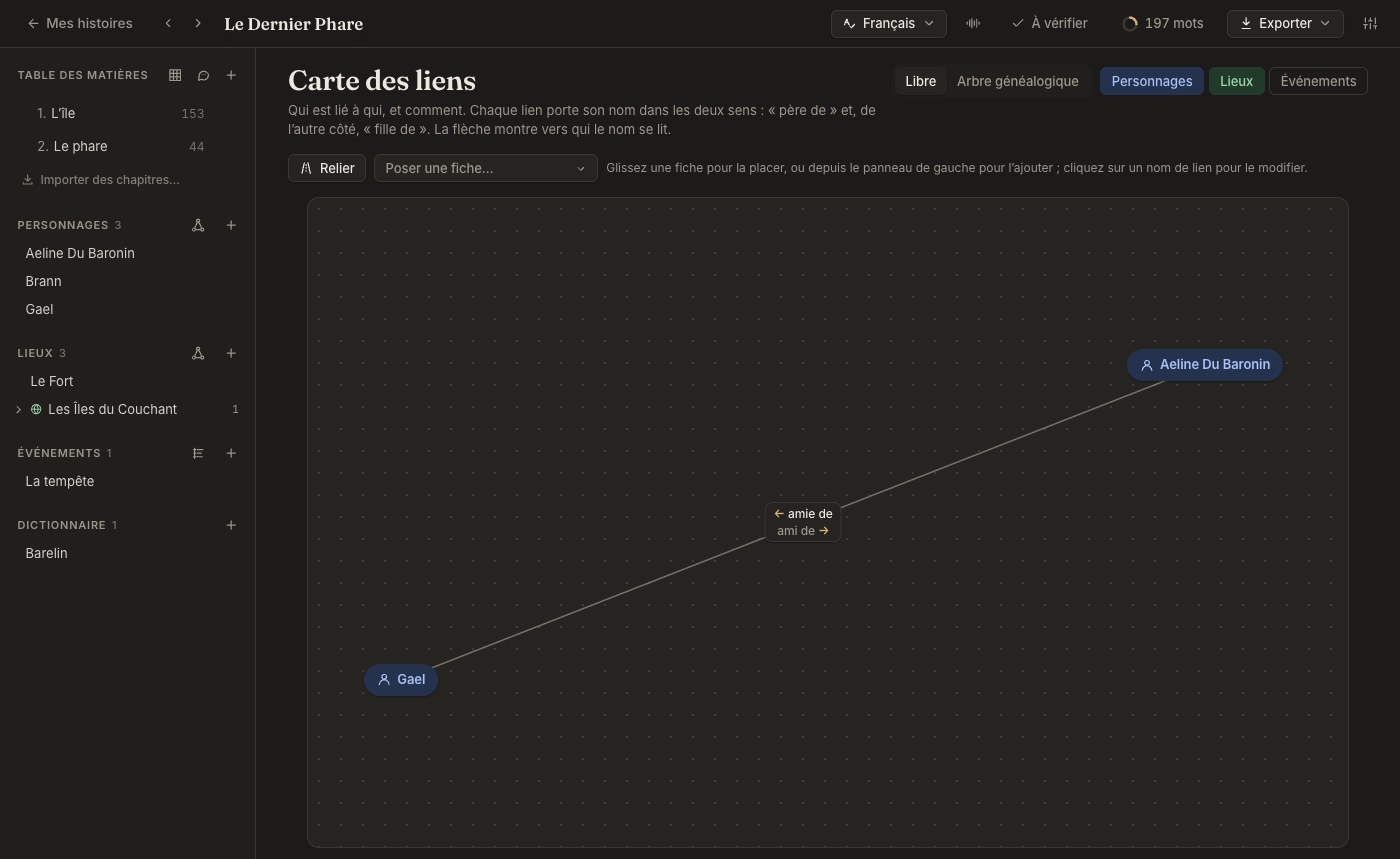 Mes histoires
Le Dernier Phare
Français
À vérifier
197 mots
Exporter
TABLE DES MATIÈRES
1. L’île 153
2. Le phare 44
Importer des chapitres...
PERSONNAGES 3
Aeline Du Baronin
Brann
Gael
LIEUX 3
Le Fort
Les Îles du Couchant 1
ÉVÉNEMENTS 1
La tempête
DICTIONNAIRE 1
Barelin
Carte des liens
Libre
Arbre généalogique
Personnages
Lieux
Événements
Qui est lié à qui, et comment. Chaque lien porte son nom dans les deux sens : « père de » et, de
l’autre côté, « fille de ». La flèche montre vers qui le nom se lit.
Relier
Poser une fiche...
Glissez une fiche pour la placer, ou depuis le panneau de gauche pour l’ajouter ; cliquez sur un nom de lien pour le modifier.
Aeline Du Baronin
← amie de
ami de →
Gael